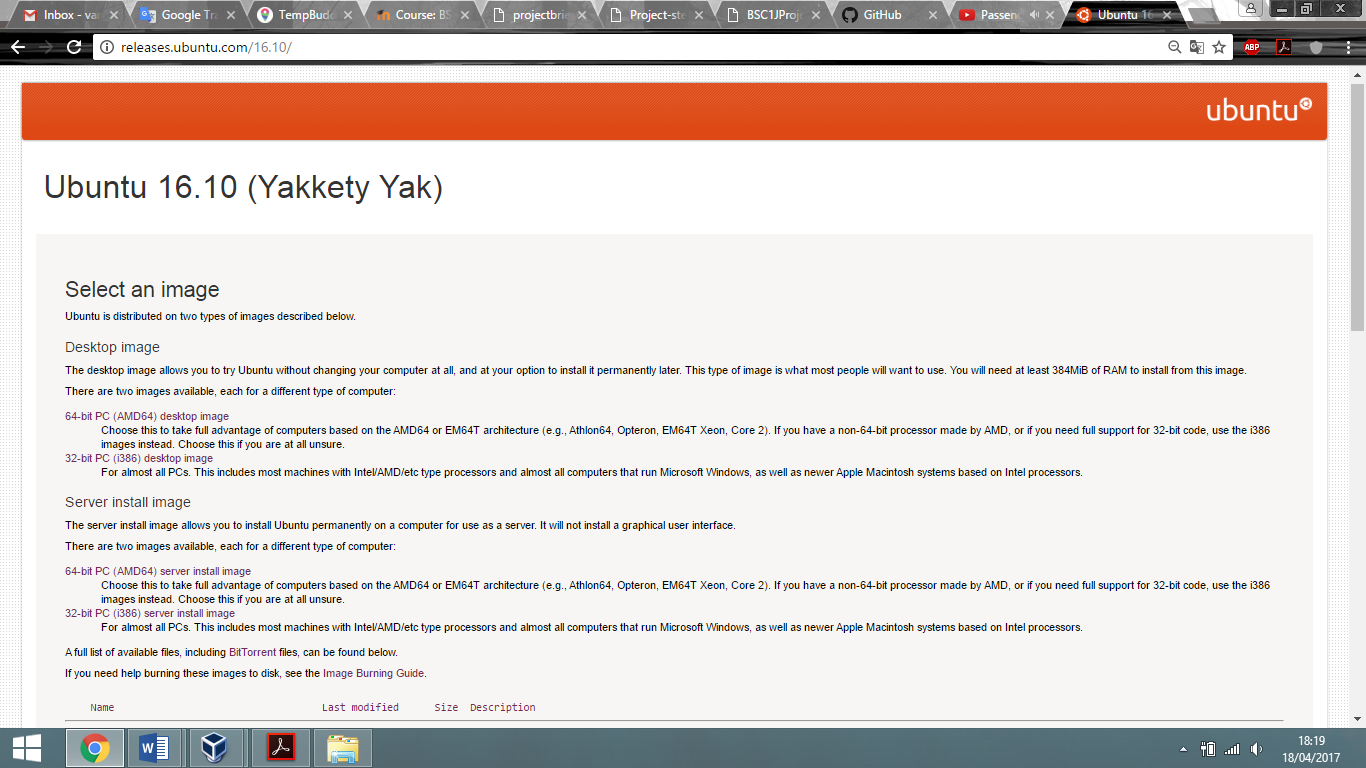 Inbox - va
Google Tra
TempBudd
Course: BS
projectbrie
Project-ste
BSC1JProj
GitHub
Passen
Ubuntu 16
releases.ubuntu.com/16.10/
ABP
ubuntu
Ubuntu 16.10 (Yakkety Yak)
Select an image
Ubuntu is distributed on two types of images described below.
Desktop image
The desktop image allows you to try Ubuntu without changing your computer at all, and at your option to install it permanently later. This type of image is what most people will want to use. You will need at least 384MiB of RAM to install from this image.
There are two images available, each for a different type of computer:
64-bit PC (AMD64) desktop image
Choose this to take full advantage of computers based on the AMD64 or EM64T architecture (e.g., Athlon64, Opteron, EM64T Xeon, Core 2). If you have a non-64-bit processor made by AMD, or if you need full support for 32-bit code, use the i386
images instead. Choose this if you are at all unsure.
32-bit PC (i386) desktop image
For almost all PCs. This includes most machines with Intel/AMD/etc type processors and almost all computers that run Microsoft Windows, as well as newer Apple Macintosh systems based on Intel processors.
Server install image
The server install image allows you to install Ubuntu permanently on a computer for use as a server. It will not install a graphical user interface.
There are two images available, each for a different type of computer:
64-bit PC (AMD64) server install image
Choose this to take full advantage of computers based on the AMD64 or EM64T architecture (e.g., Athlon64, Opteron, EM64T Xeon, Core 2). If you have a non-64-bit processor made by AMD, or if you need full support for 32-bit code, use the i386
images instead. Choose this if you are at all unsure.
32-bit PC (i386) server install image
For almost all PCs. This includes most machines with Intel/AMD/etc type processors and almost all computers that run Microsoft Windows, as well as newer Apple Macintosh systems based on Intel processors.
A full list of available files, including BitTorrent files, can be found below.
If you need help burning these images to disk, see the Image Burning Guide.
Name Last modified Size Description
18:19
18/04/2017